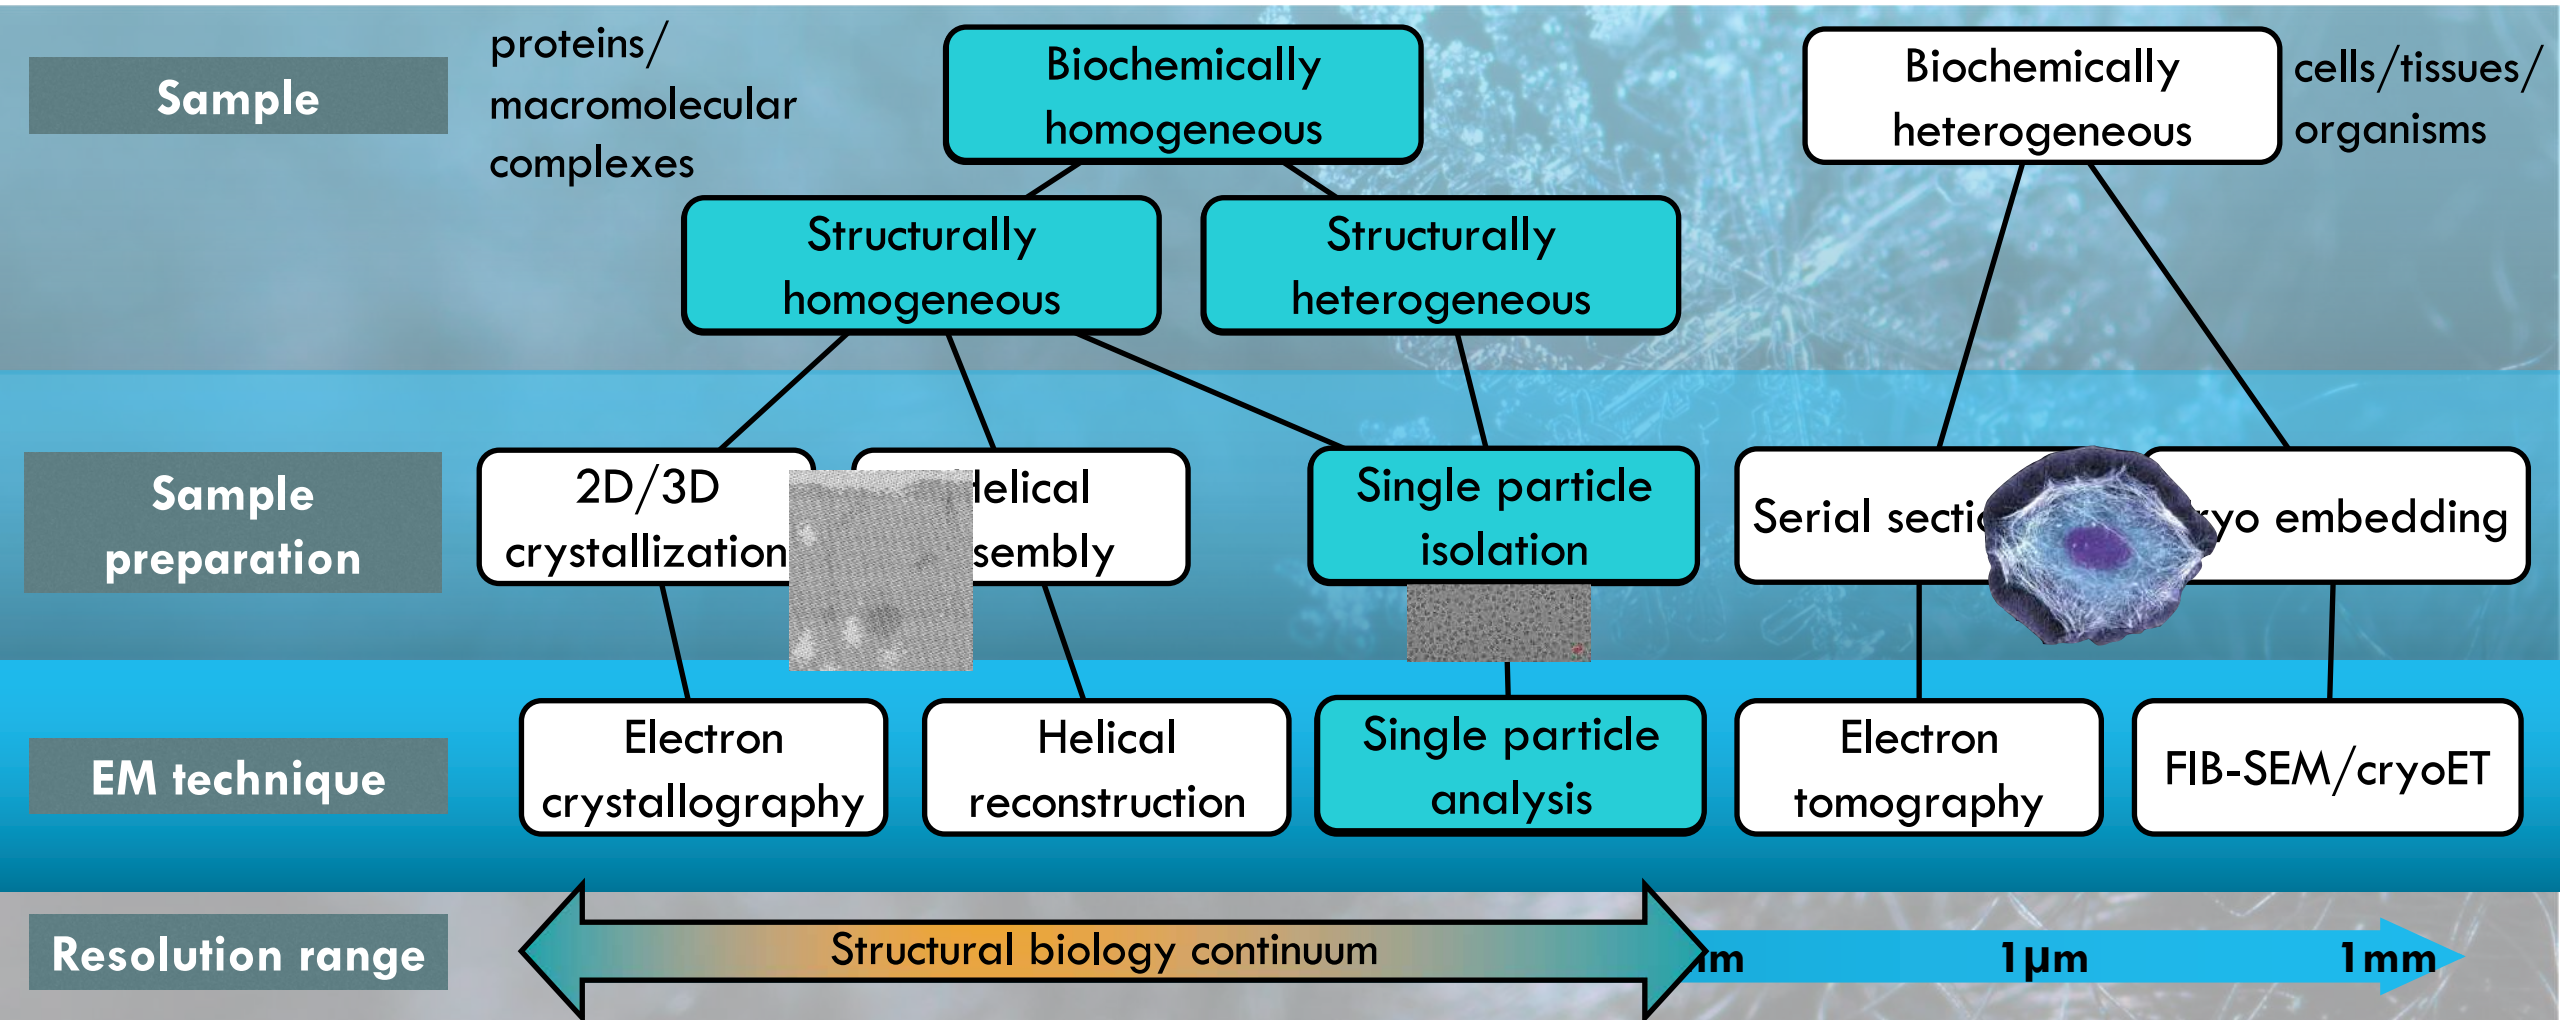 Sample
proteins/
macromolecular
complexes
Biochemically
homogeneous
Biochemically
heterogeneous
cells/tissues/
organisms
Structurally
homogeneous
Structurally
heterogeneous
Sample
preparation
2D/3D
crystallization
elical
sembly
Single particle
isolation
Serial secti
ryo embedding
EM technique
Electron
crystallography
Helical
reconstruction
Single particle
analysis
Electron
tomography
FIB-SEM/cryoET
Resolution range
Structural biology continuum
1µm
1mm